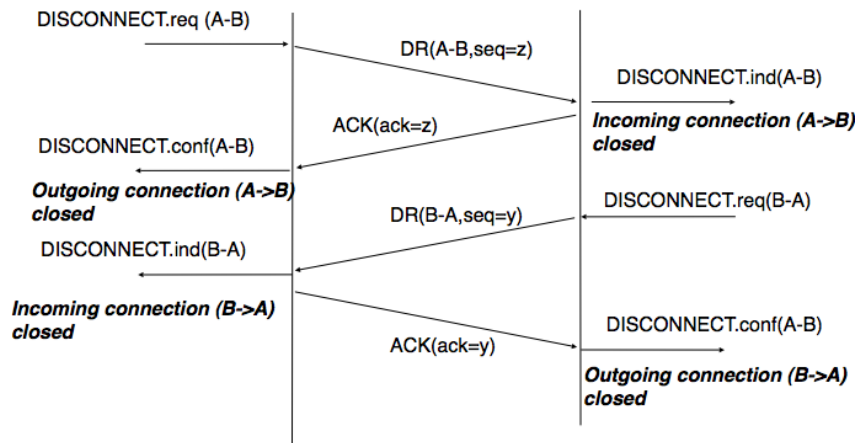 DISCONNECT.req (A-B)
DR(A-B,seq=z)
DISCONNECT.ind(A-B)
ACK(ack=z)
Incoming connection (A->B)
closed
DISCONNECT.conf(A-B)
Outgoing connection (A->B)
closed
DISCONNECT.req(B-A)
DR(B-A,seq=y)
DISCONNECT.ind(B-A)
Incoming connection (B->A)
closed
DISCONNECT.conf(A-B)
ACK(ack=y)
Outgoing connection (B->A)
closed